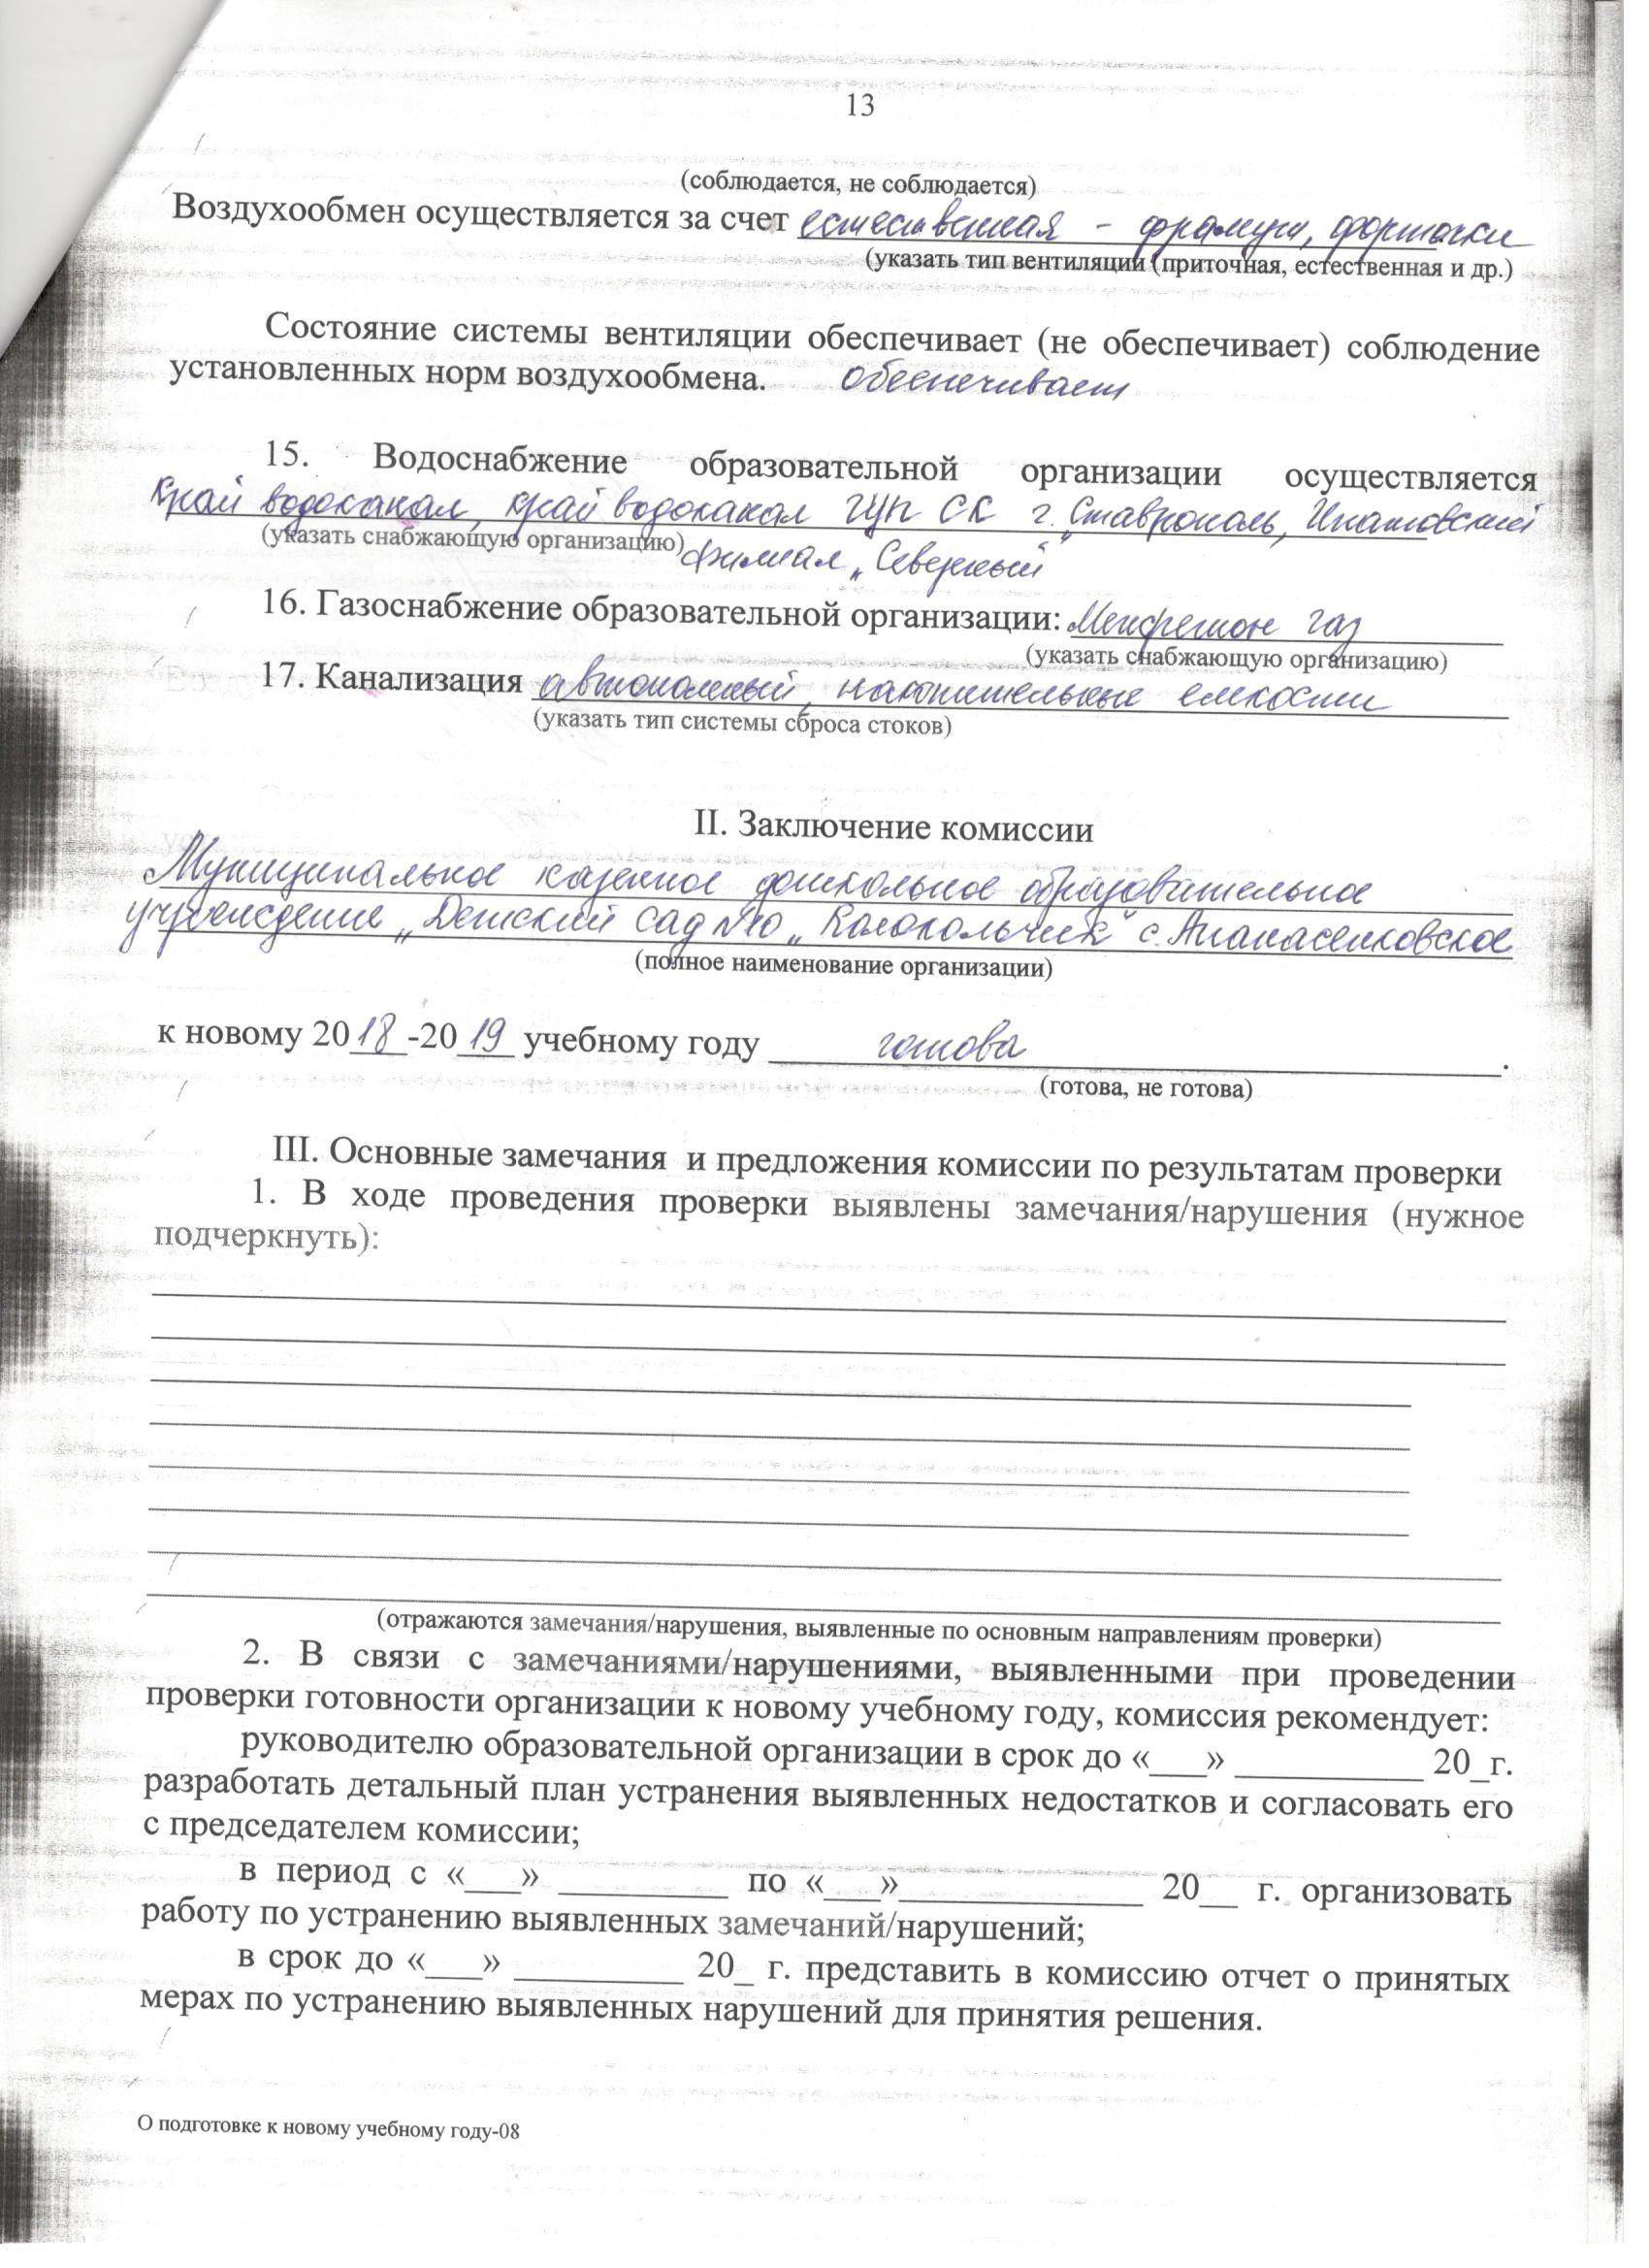 13
(соблюдается, не соблюдается)
Воздухообмен осуществляется за счет естественная - фрамуги, форточки
(указать тип вентиляции (приточная, естественная и др.)
Состояние системы вентиляции обеспечивает (не обеспечивает) соблюдение
установленных норм воздухообмена. обеспечивает
15. Водоснабжение образовательной организации осуществляется
Край водоканал, край водоканал ГУП СК г. Ставрополь, Ипатовский
(указать снабжающую организацию) филиал „Северный"
16. Газоснабжение образовательной организации: Межрегион газ
(указать снабжающую организацию)
17. Канализация автономный, накопительные емкости
(указать тип системы сброса стоков)
II. Заключение комиссии
Муниципальное казенное дошкольное образовательное
учреждение „Детский сад №10 „Колокольчик" с. Апанасенковское
(полное наименование организации)
к новому 2018-2019 учебному году готова.
(готова, не готова)
III. Основные замечания и предложения комиссии по результатам проверки
1. В ходе проведения проверки выявлены замечания/нарушения (нужное
подчеркнуть):
(отражаются замечания/нарушения, выявленные по основным направлениям проверки)
2. В связи с замечаниями/нарушениями, выявленными при проведении
проверки готовности организации к новому учебному году, комиссия рекомендует:
руководителю образовательной организации в срок до «___» __________ 20_г.
разработать детальный план устранения выявленных недостатков и согласовать его
с председателем комиссии;
в период с «___» _________ по «___»_____________ 20__ г. организовать
работу по устранению выявленных замечаний/нарушений;
в срок до «___» _________ 20_ г. представить в комиссию отчет о принятых
мерах по устранению выявленных нарушений для принятия решения.
О подготовке к новому учебному году-08